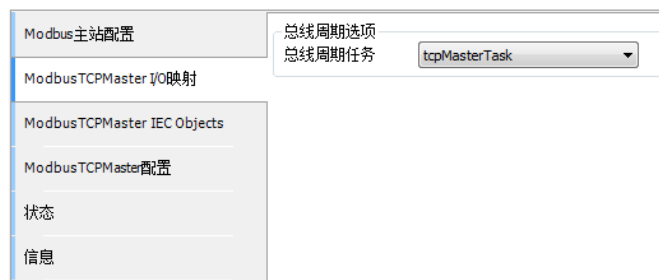 Modbus主站配置
ModbusTCPMaster I/O映射
ModbusTCPMaster IEC Objects
ModbusTCPMaster配置
状态
信息
总线周期选项
总线周期任务 tcpMasterTask